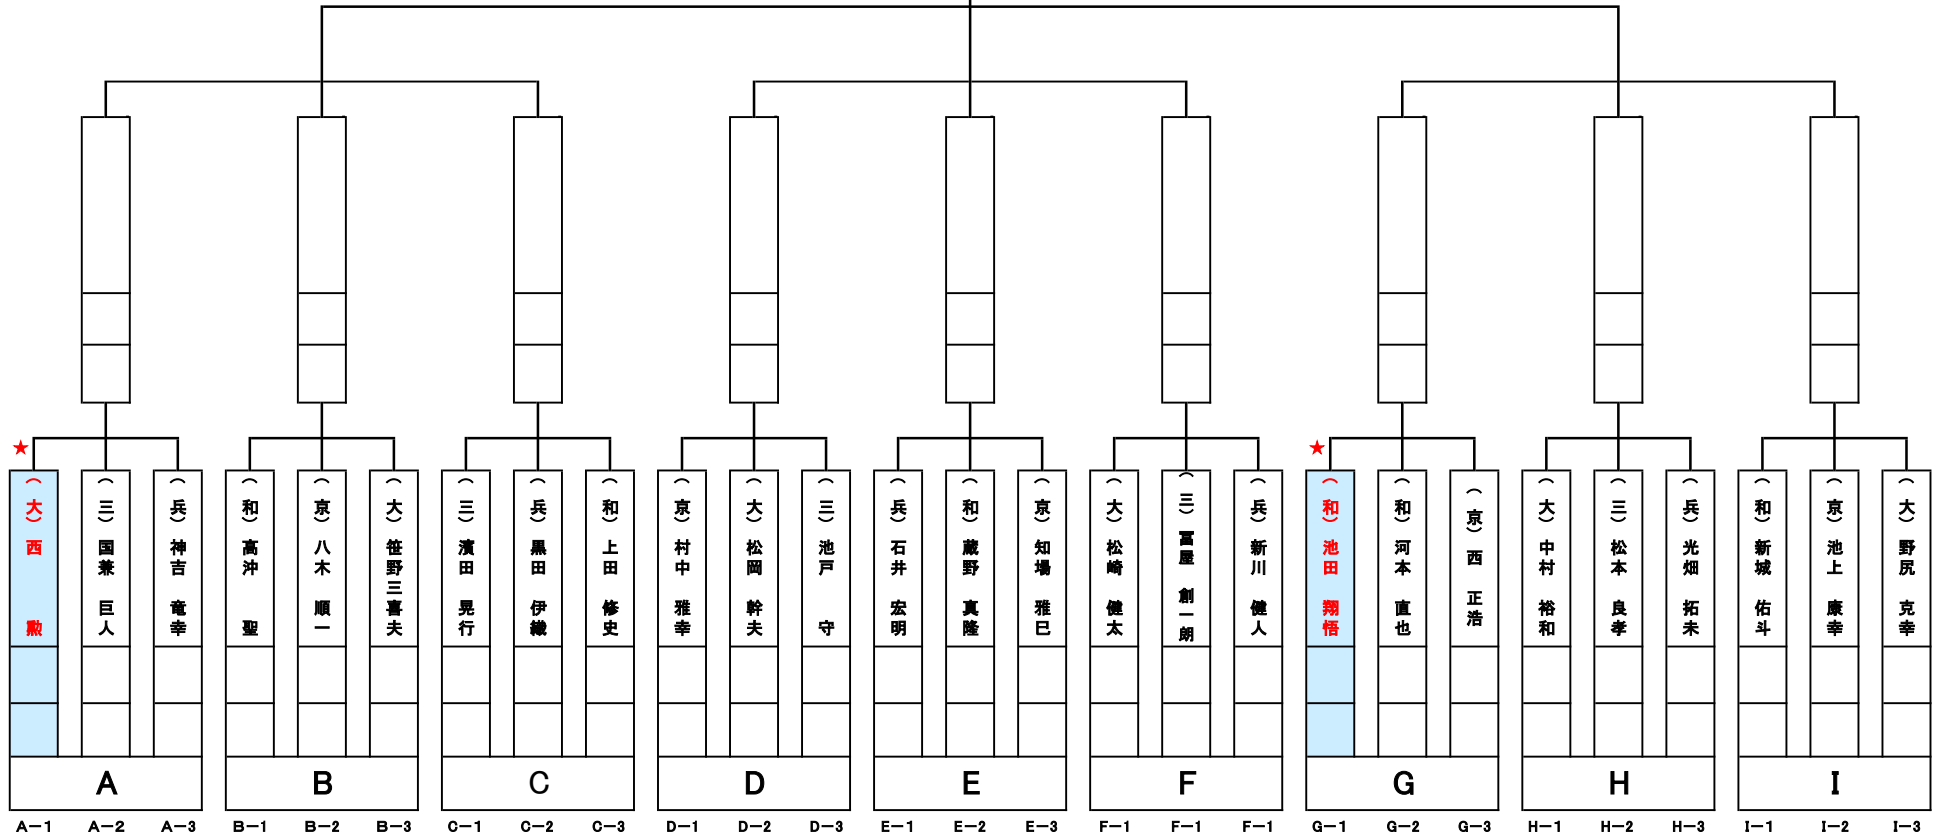 ★
★
（大）西 勲
（三）国兼 巨人
（兵）神吉 竜幸
（和）高沖 聖
（京）八木 順一
（大）笹野三喜夫
（三）濱田 晃行
（兵）黒田 伊織
（和）上田 修史
（京）村中 雅幸
（大）松岡 幹夫
（三）池戸 守
（兵）石井 宏明
（和）蔵野 真隆
（京）知場 雅巳
（大）松崎 健太
（三）冨屋 創一朗
（兵）新川 健人
（和）池田 翔悟
（和）河本 直也
（京）西 正浩
（大）中村 裕和
（三）松本 良孝
（兵）光畑 拓未
（和）新城 佑斗
（京）池上 康幸
（大）野尻 克幸
A B C D E F G H I
A－1 A－2 A－3 B－1 B－2 B－3 C－1 C－2 C－3 D－1 D－2 D－3 E－1 E－2 E－3 F－1 F－1 F－1 G－1 G－2 G－3 H－1 H－2 H－3 I－1 I－2 I－3